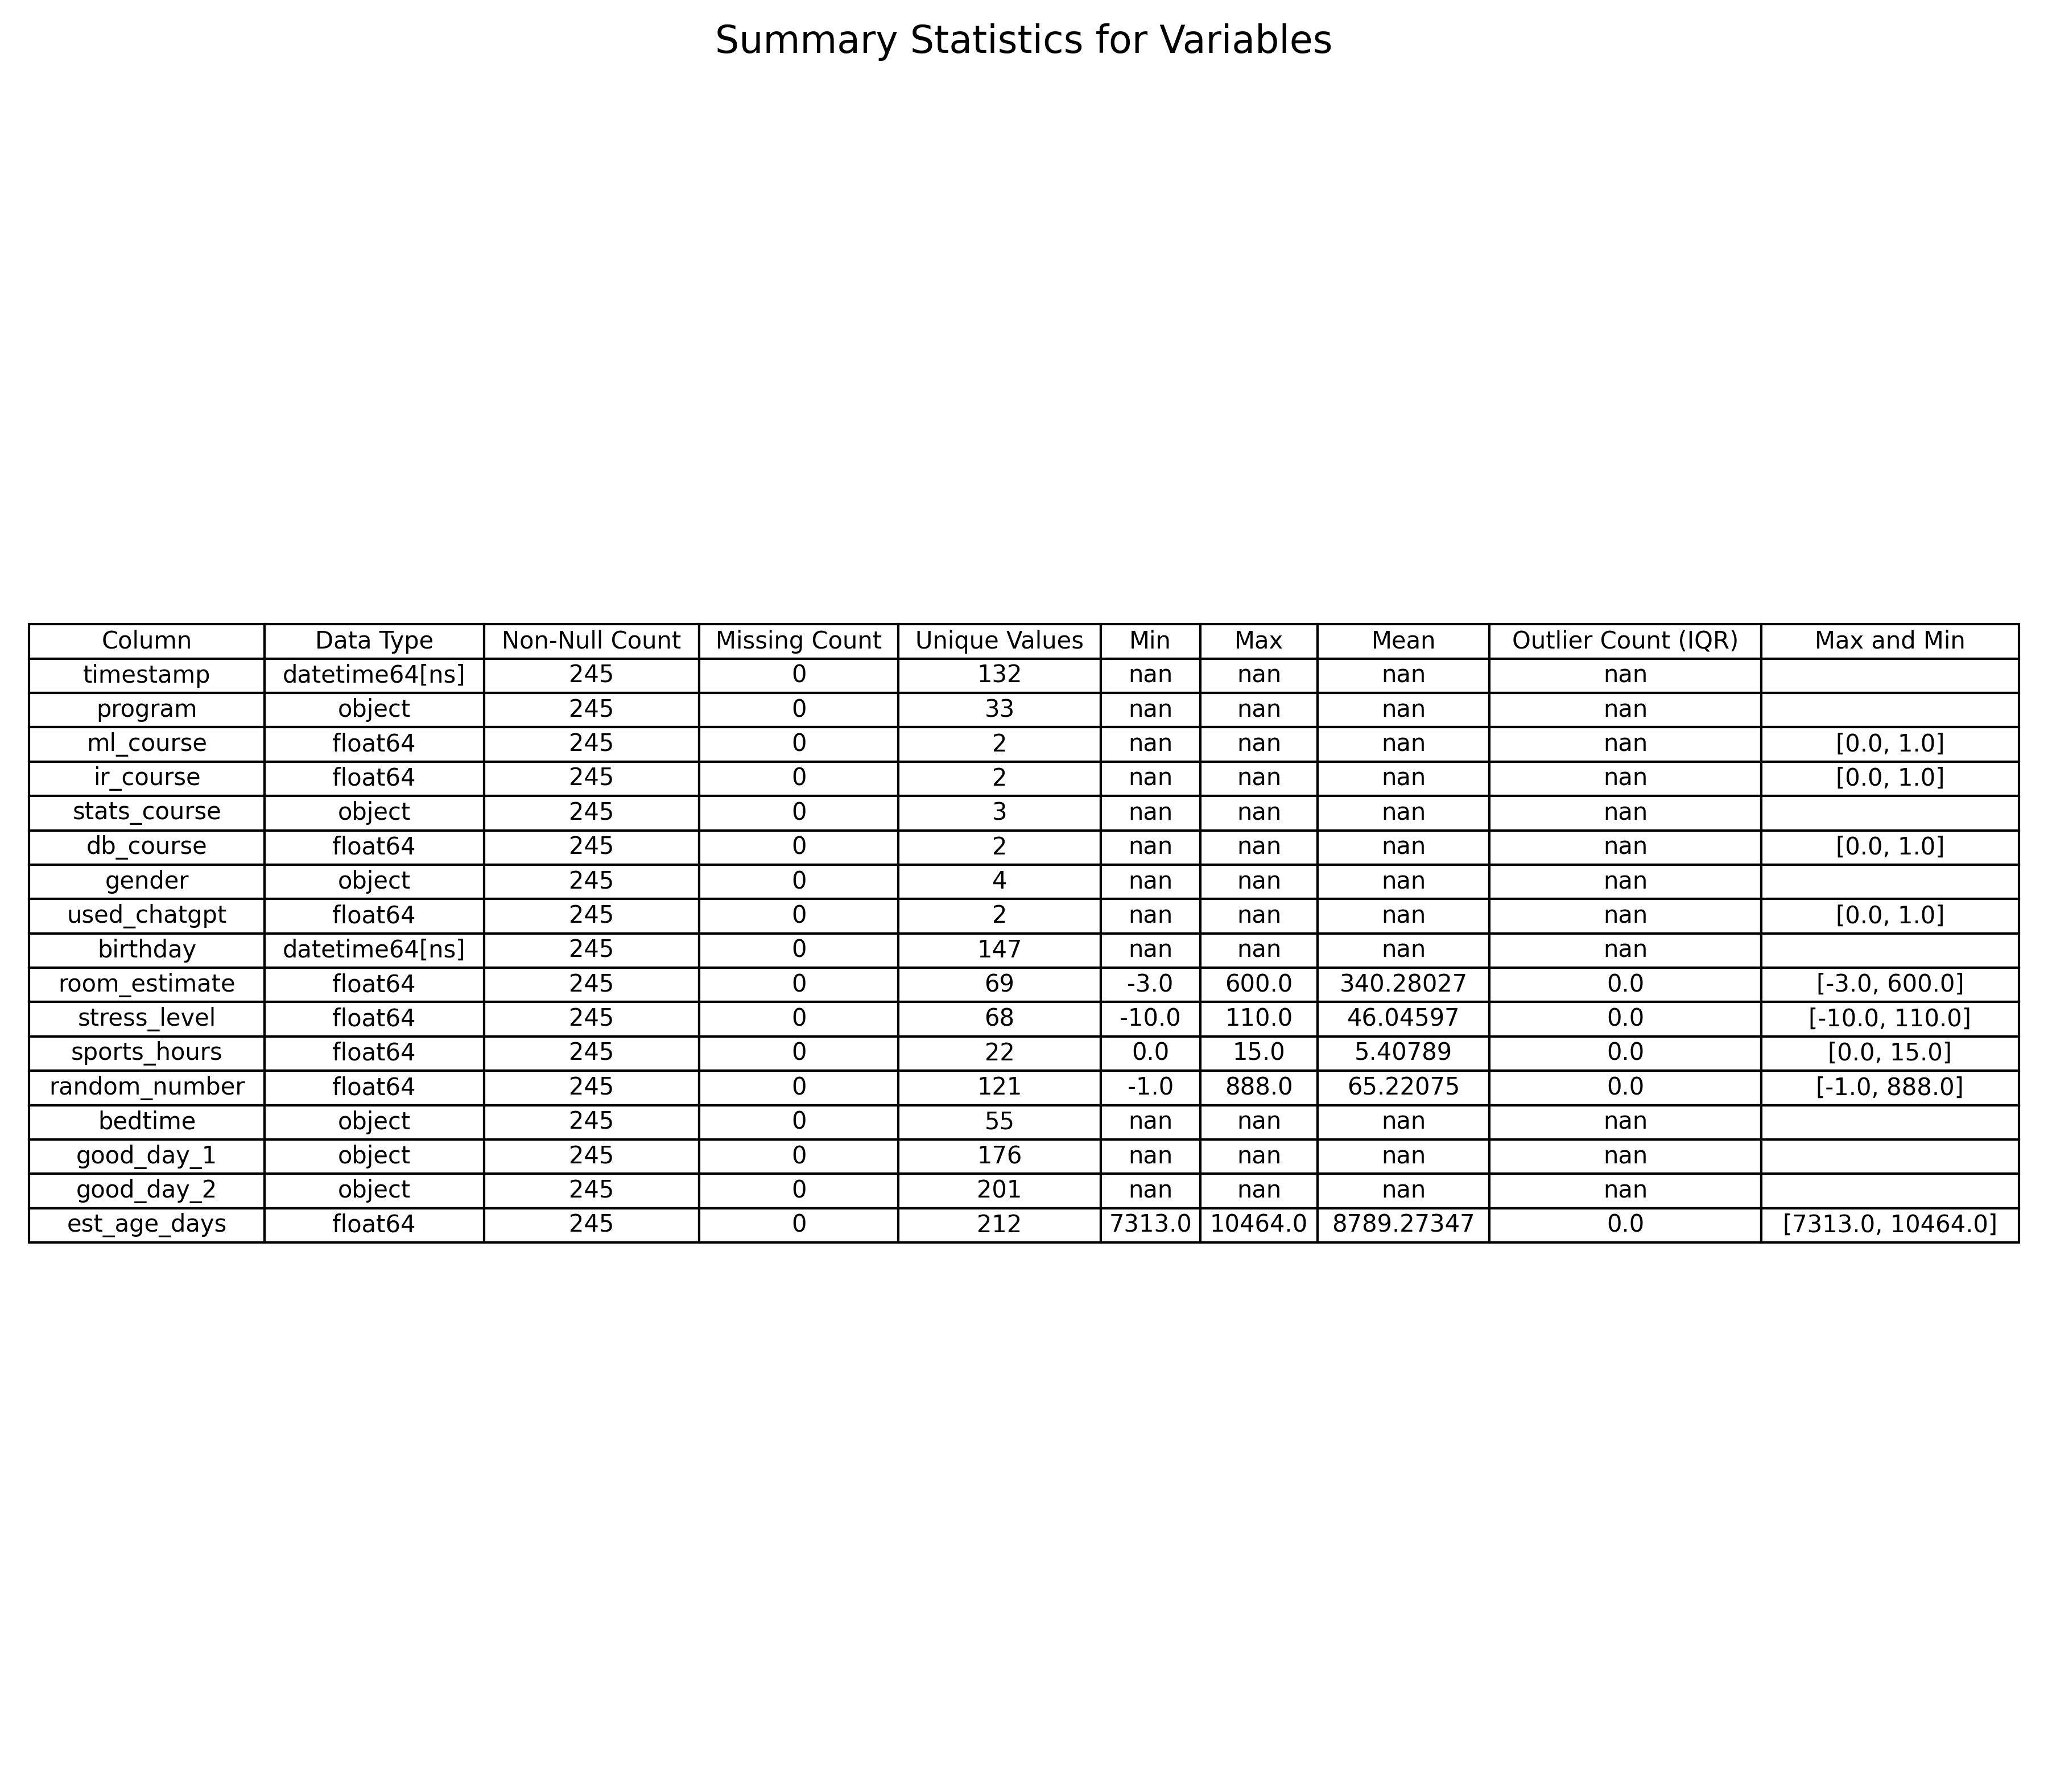 Summary Statistics for Variables
Column Data Type Non-Null Count Missing Count Unique Values Min Max Mean Outlier Count (IQR) Max and Min
timestamp datetime64[ns] 245 0 132 nan nan nan nan
program object 245 0 33 nan nan nan nan
ml_course float64 245 0 2 nan nan nan nan [0.0, 1.0]
ir_course float64 245 0 2 nan nan nan nan [0.0, 1.0]
stats_course object 245 0 3 nan nan nan nan
db_course float64 245 0 2 nan nan nan nan [0.0, 1.0]
gender object 245 0 4 nan nan nan nan
used_chatgpt float64 245 0 2 nan nan nan nan [0.0, 1.0]
birthday datetime64[ns] 245 0 147 nan nan nan nan
room_estimate float64 245 0 69 -3.0 600.0 340.28027 0.0 [-3.0, 600.0]
stress_level float64 245 0 68 -10.0 110.0 46.04597 0.0 [-10.0, 110.0]
sports_hours float64 245 0 22 0.0 15.0 5.40789 0.0 [0.0, 15.0]
random_number float64 245 0 121 -1.0 888.0 65.22075 0.0 [-1.0, 888.0]
bedtime object 245 0 55 nan nan nan nan
good_day_1 object 245 0 176 nan nan nan nan
good_day_2 object 245 0 201 nan nan nan nan
est_age_days float64 245 0 212 7313.0 10464.0 8789.27347 0.0 [7313.0, 10464.0]